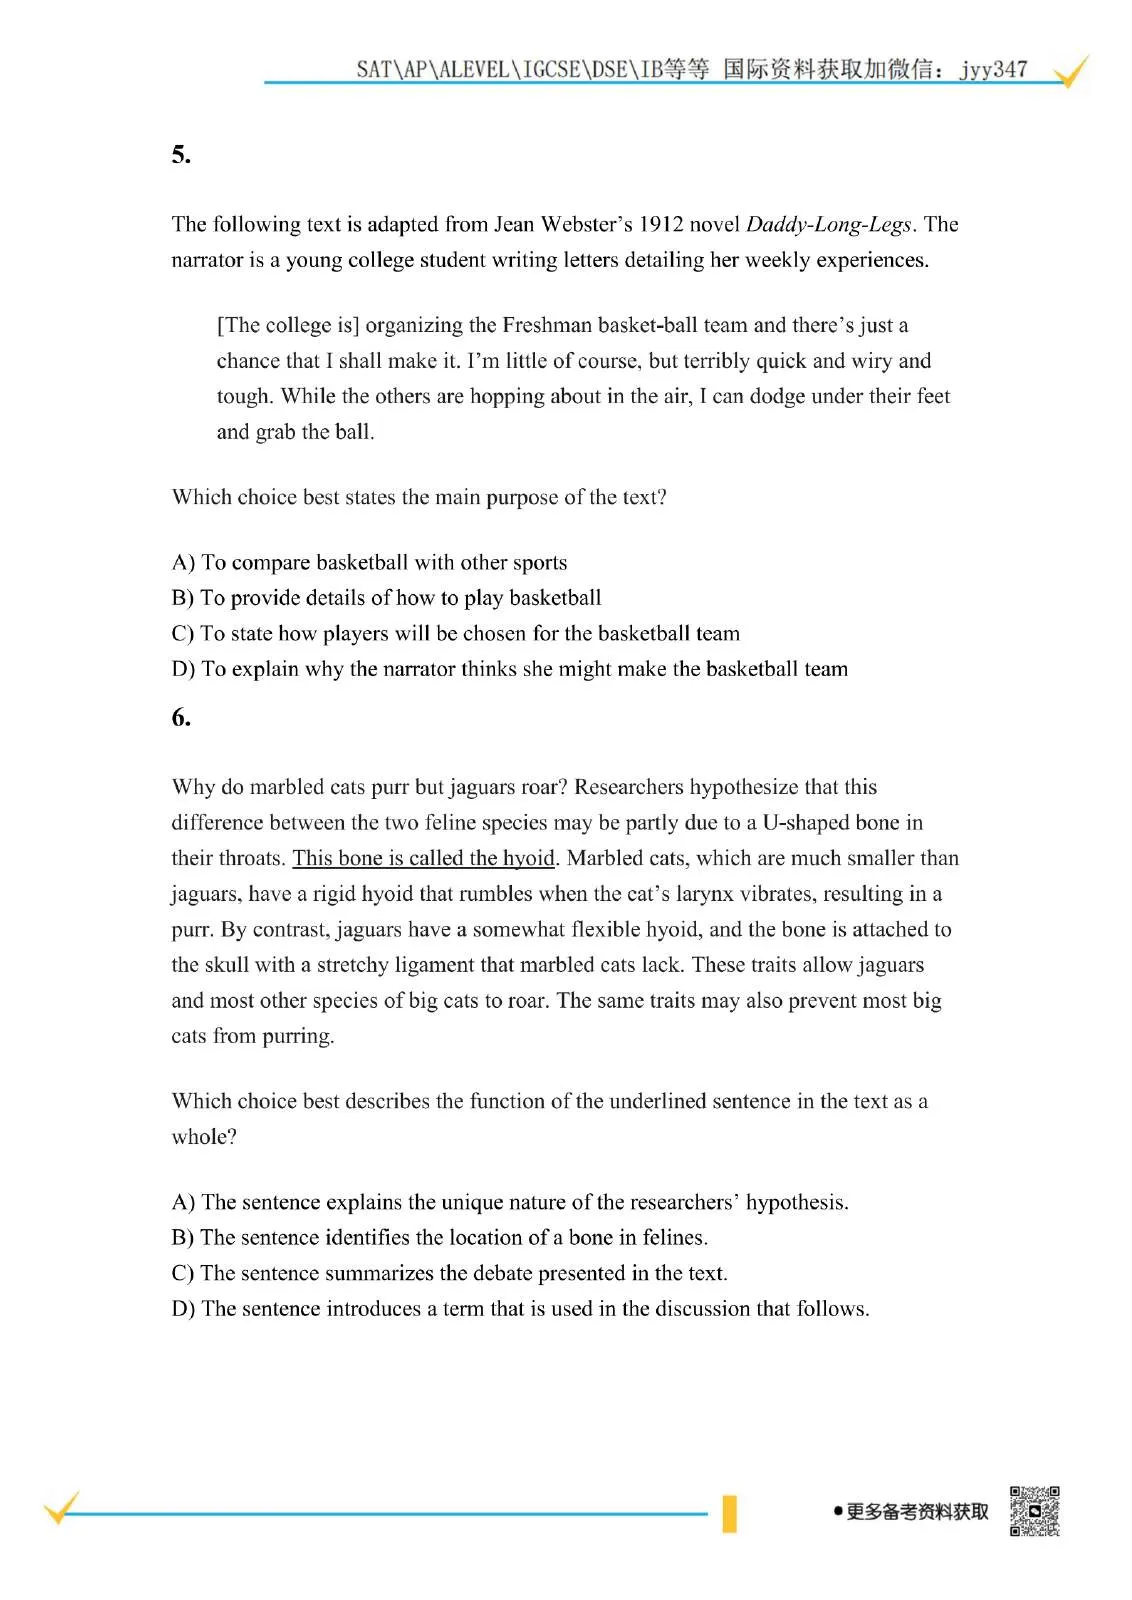 SAT\AP\ALEVEL\IGCSE\DSE\IB等等 国际资料获取加微信：jyy347
5.
The following text is adapted from Jean Webster’s 1912 novel Daddy-Long-Legs. The
narrator is a young college student writing letters detailing her weekly experiences.
[The college is] organizing the Freshman basket-ball team and there’s just a
chance that I shall make it. I’m little of course, but terribly quick and wiry and
tough. While the others are hopping about in the air, I can dodge under their feet
and grab the ball.
Which choice best states the main purpose of the text?
A) To compare basketball with other sports
B) To provide details of how to play basketball
C) To state how players will be chosen for the basketball team
D) To explain why the narrator thinks she might make the basketball team
6.
Why do marbled cats purr but jaguars roar? Researchers hypothesize that this
difference between the two feline species may be partly due to a U-shaped bone in
their throats. This bone is called the hyoid. Marbled cats, which are much smaller than
jaguars, have a rigid hyoid that rumbles when the cat’s larynx vibrates, resulting in a
purr. By contrast, jaguars have a somewhat flexible hyoid, and the bone is attached to
the skull with a stretchy ligament that marbled cats lack. These traits allow jaguars
and most other species of big cats to roar. The same traits may also prevent most big
cats from purring.
Which choice best describes the function of the underlined sentence in the text as a
whole?
A) The sentence explains the unique nature of the researchers’ hypothesis.
B) The sentence identifies the location of a bone in felines.
C) The sentence summarizes the debate presented in the text.
D) The sentence introduces a term that is used in the discussion that follows.
•更多备考资料获取